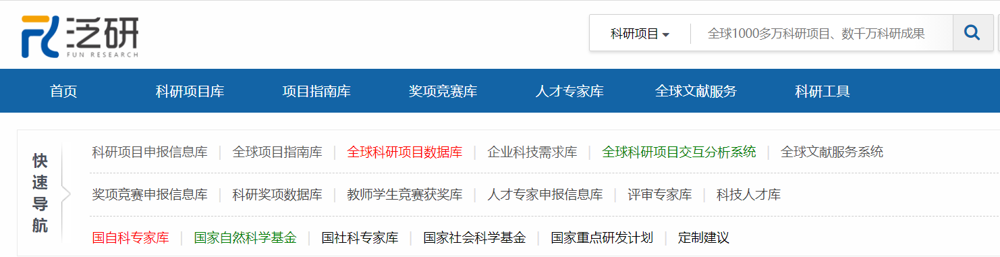 泛研
FUN RESEARCH
科研项目 全球1000多万科研项目、数千万科研成果
首页 科研项目库 项目指南库 奖项竞赛库 人才专家库 全球文献服务 科研工具
快速导航
科研项目申报信息库 | 全球项目指南库 | 全球科研项目数据库 | 企业科技需求库 | 全球科研项目交互分析系统 | 全球文献服务系统
奖项竞赛申报信息库 | 科研奖项数据库 | 教师学生竞赛获奖库 | 人才专家申报信息库 | 评审专家库 | 科技人才库
国自科专家库 | 国家自然科学基金 | 国社科专家库 | 国家社会科学基金 | 国家重点研发计划 | 定制建议